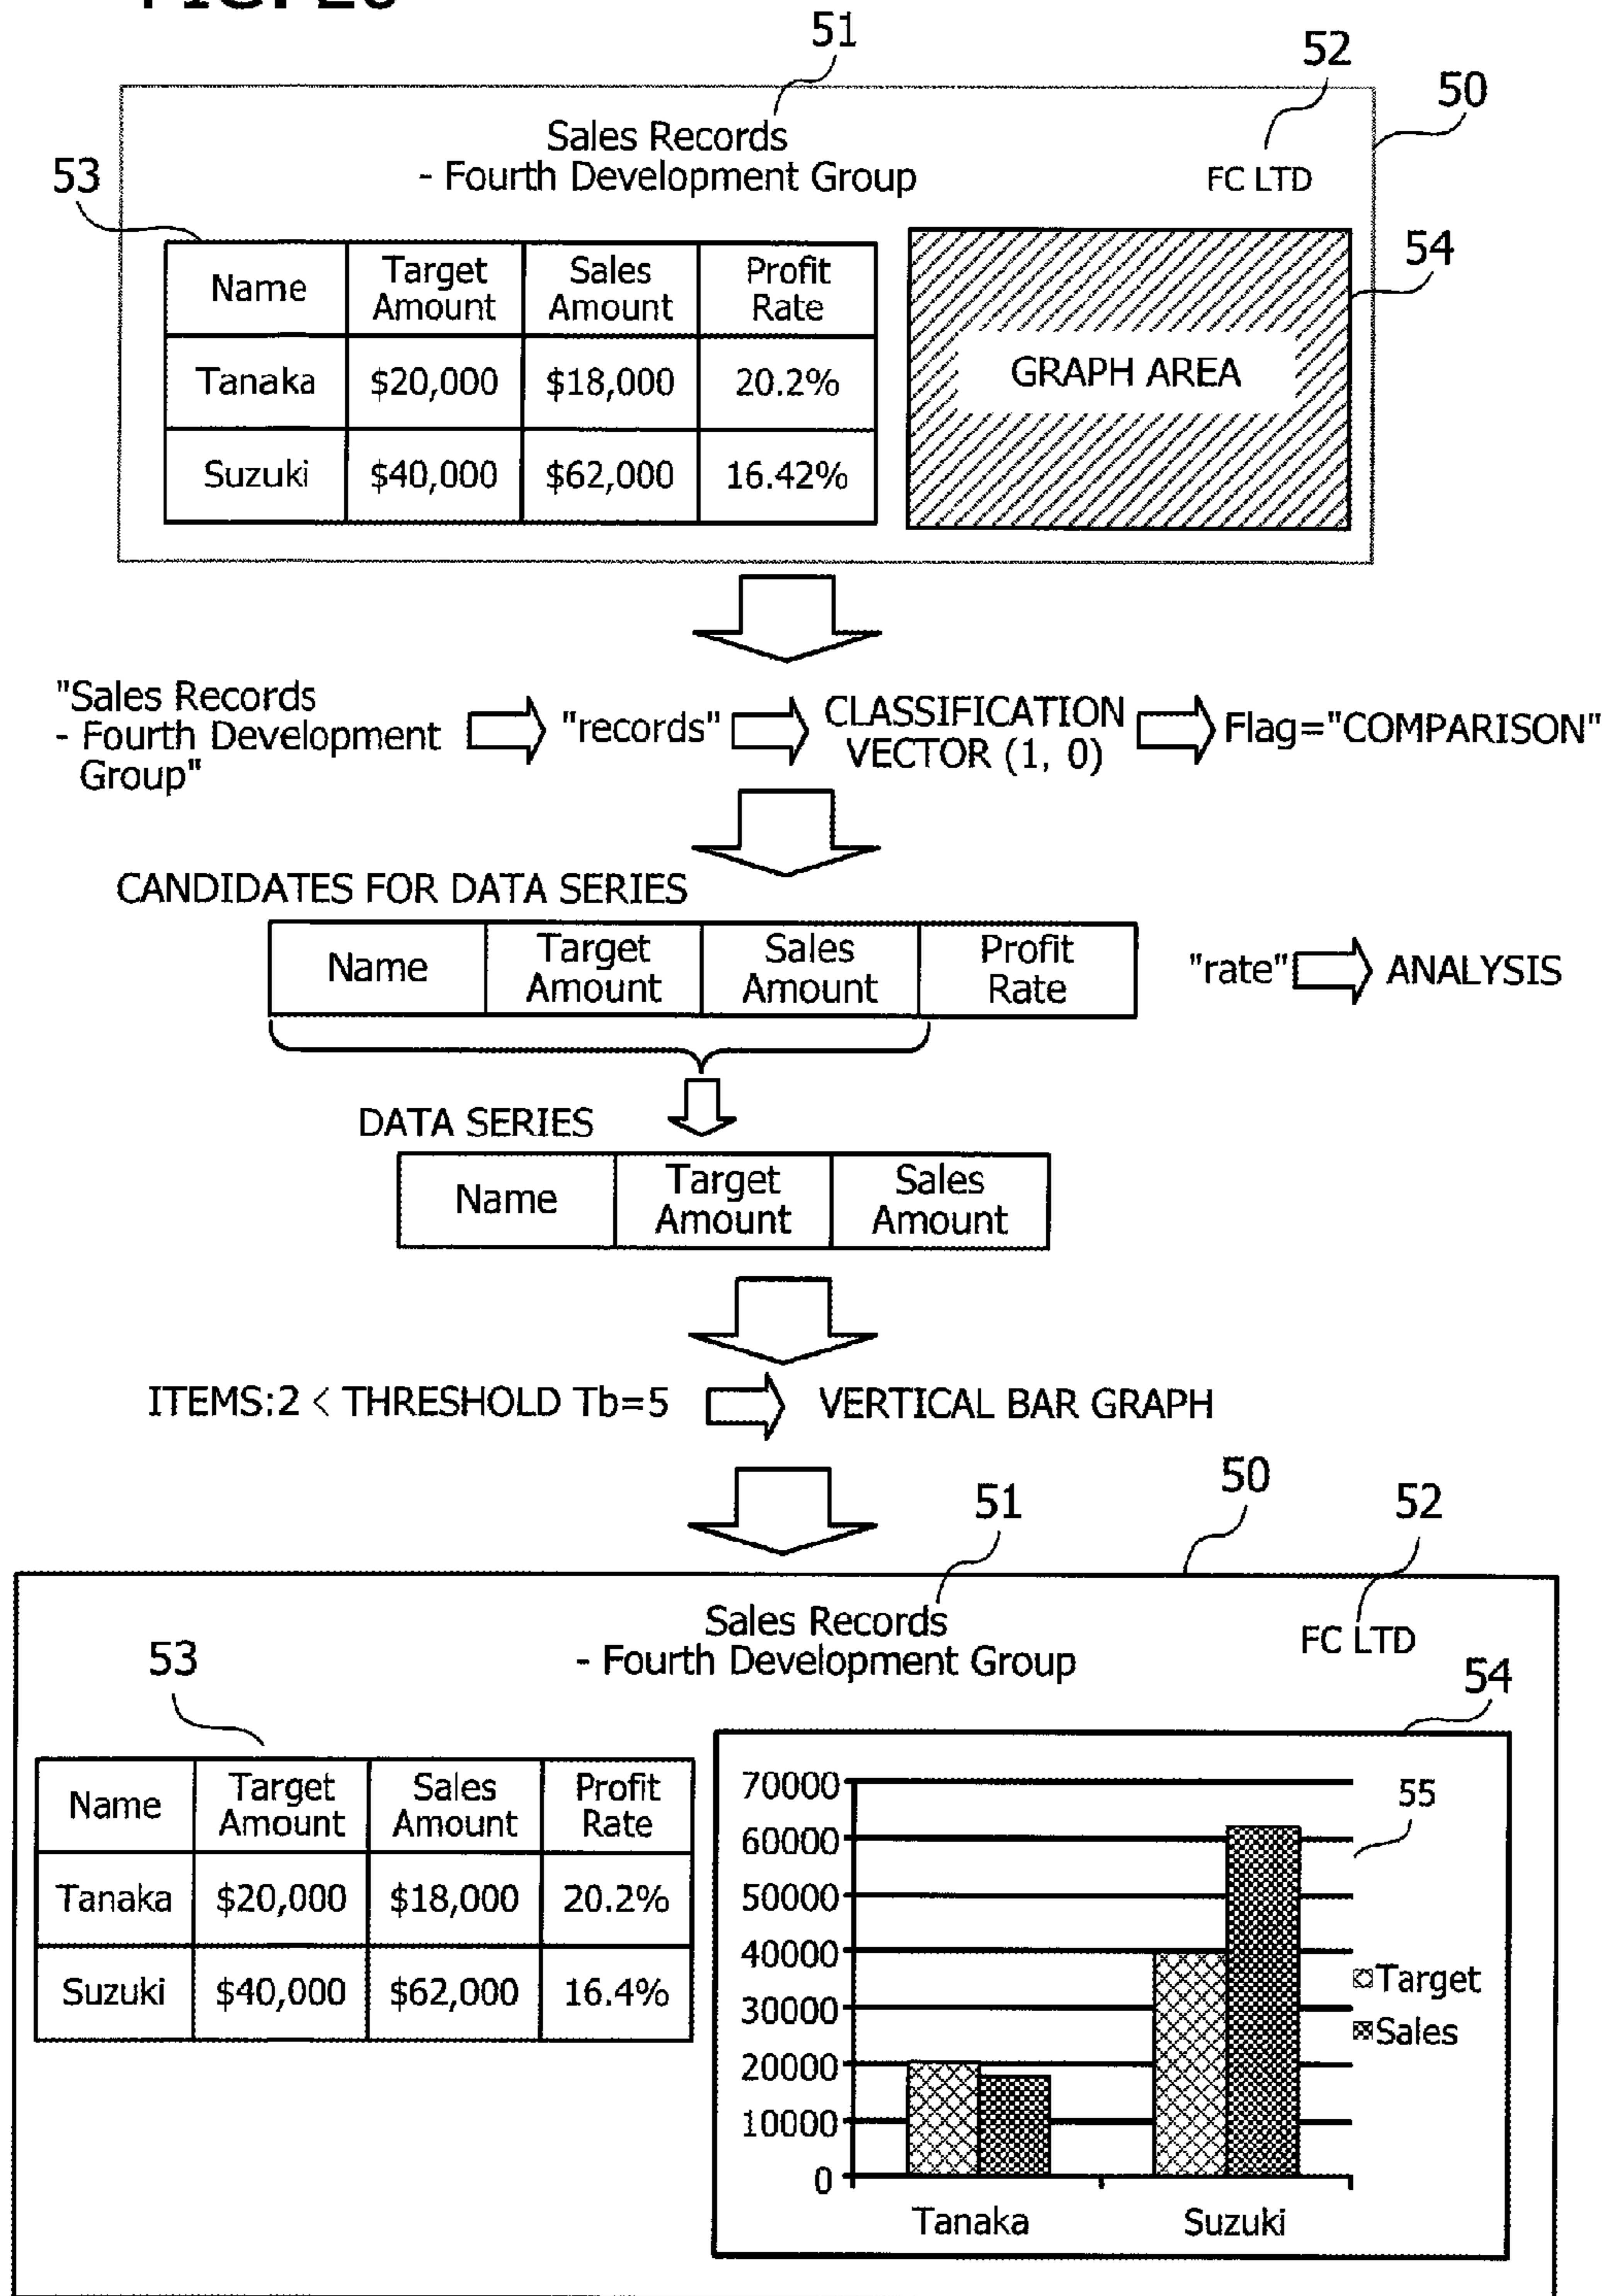 51
52
50
Sales Records
- Fourth Development Group
FC LTD
53
54
Name Target Amount Sales Amount Profit Rate
Tanaka $20,000 $18,000 20.2%
Suzuki $40,000 $62,000 16.42%
GRAPH AREA
"Sales Records
- Fourth Development
Group"
"records"
CLASSIFICATION
VECTOR (1, 0)
Flag="COMPARISON"
CANDIDATES FOR DATA SERIES
Name Target Amount Sales Amount Profit Rate
"rate" ANALYSIS
DATA SERIES
Name Target Amount Sales Amount
ITEMS:2 < THRESHOLD Tb=5 VERTICAL BAR GRAPH
50
51
52
Sales Records
- Fourth Development Group
FC LTD
53
54
Name Target Amount Sales Amount Profit Rate
Tanaka $20,000 $18,000 20.2%
Suzuki $40,000 $62,000 16.4%
70000
60000
50000
40000
30000
20000
10000
0
55
Target
Sales
Tanaka Suzuki